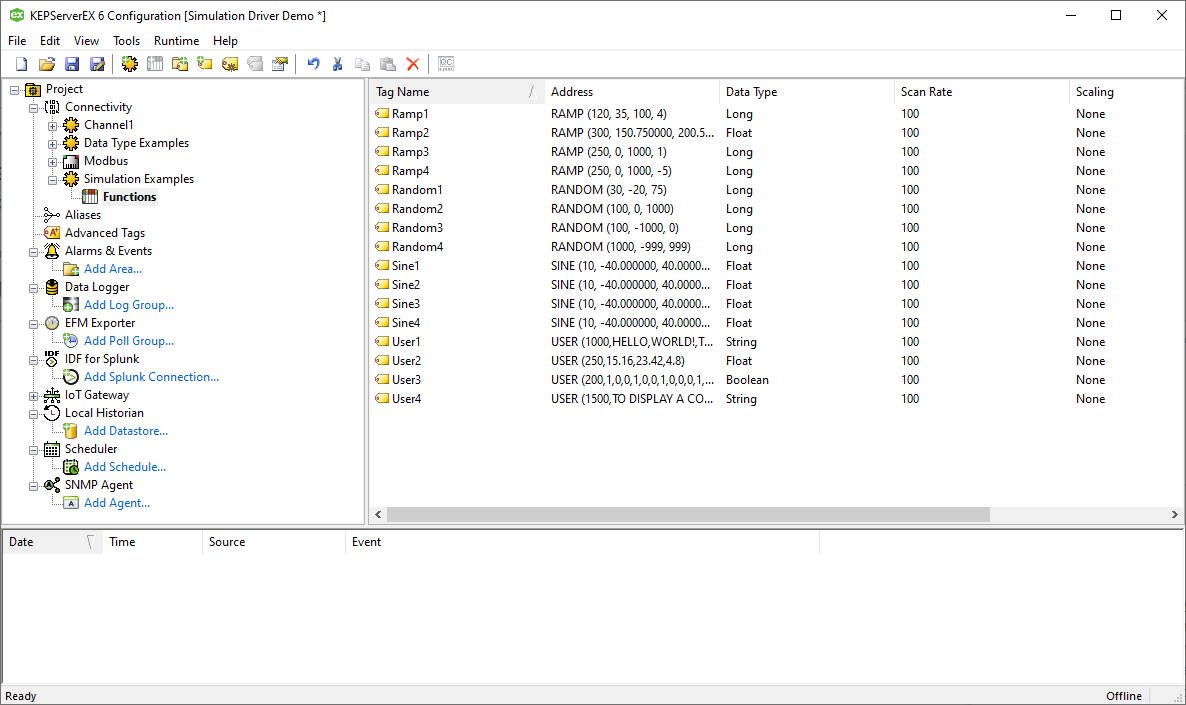 KEPServerEX 6 Configuration [Simulation Driver Demo *]
File Edit View Tools Runtime Help
Project
Connectivity
Channel1
Data Type Examples
Modbus
Simulation Examples
Functions
Aliases
Advanced Tags
Alarms & Events
Add Area...
Data Logger
Add Log Group...
EFM Exporter
Add Poll Group...
IDF for Splunk
Add Splunk Connection...
IoT Gateway
Local Historian
Add Datastore...
Scheduler
Add Schedule...
SNMP Agent
Add Agent...
Tag Name Address Data Type Scan Rate Scaling
Ramp1 RAMP (120, 35, 100, 4) Long 100 None
Ramp2 RAMP (300, 150.750000, 200.5... Float 100 None
Ramp3 RAMP (250, 0, 1000, 1) Long 100 None
Ramp4 RAMP (250, 0, 1000, -5) Long 100 None
Random1 RANDOM (30, -20, 75) Long 100 None
Random2 RANDOM (100, 0, 1000) Long 100 None
Random3 RANDOM (100, -1000, 0) Long 100 None
Random4 RANDOM (1000, -999, 999) Long 100 None
Sine1 SINE (10, -40.000000, 40.0000... Float 100 None
Sine2 SINE (10, -40.000000, 40.0000... Float 100 None
Sine3 SINE (10, -40.000000, 40.0000... Float 100 None
Sine4 SINE (10, -40.000000, 40.0000... Float 100 None
User1 USER (1000,HELLO,WORLD!,T... String 100 None
User2 USER (250,15.16,23.42,4.8) Float 100 None
User3 USER (200,1,0,0,1,0,0,1,0,0,0,1,... Boolean 100 None
User4 USER (1500,TO DISPLAY A CO... String 100 None
Date Time Source Event
Ready Offline